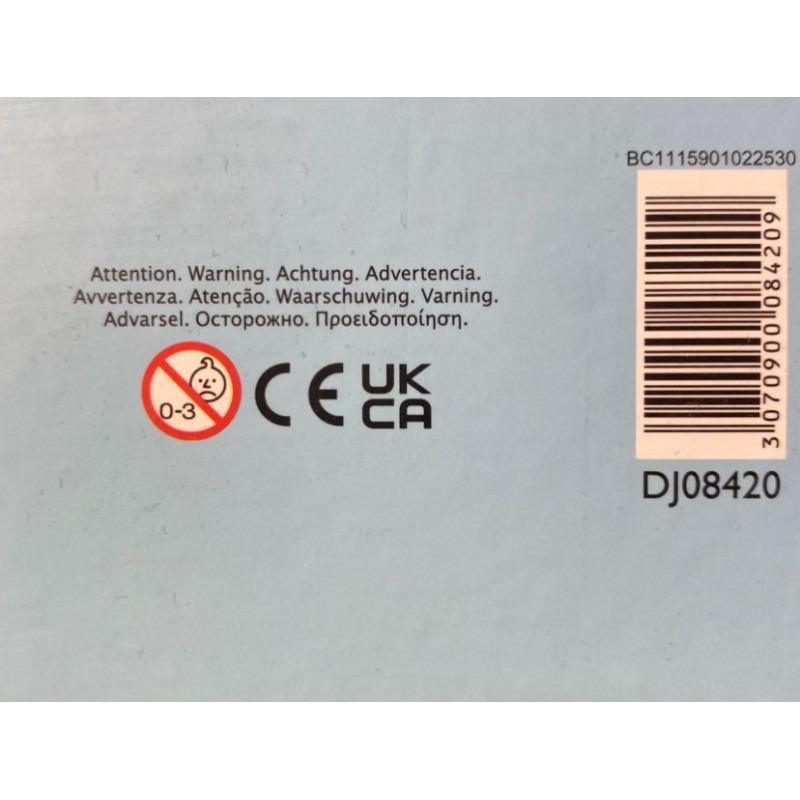 BC1115901022530
Attention. Warning. Achtung. Advertencia.
Avvertenza. Atenção. Waarschuwing. Varning.
Advarsel. Осторожно. Προειδοποίηση.
0-3
CE
UK
CA
3 070900 084209
DJ08420